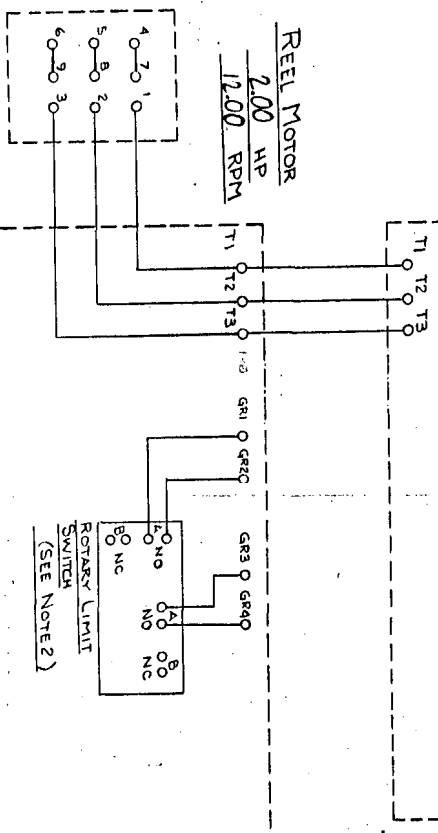 REEL MOTOR
2.00 HP
12.00 RPM
T1 T2 T3
T1 T2 T3
GR1 GR2 GR3 GR4
4 7 1
5 8 2
6 9 3
A NO
B NC
A NO
B NC
ROTARY LIMIT
SWITCH
(SEE NOTE 2)